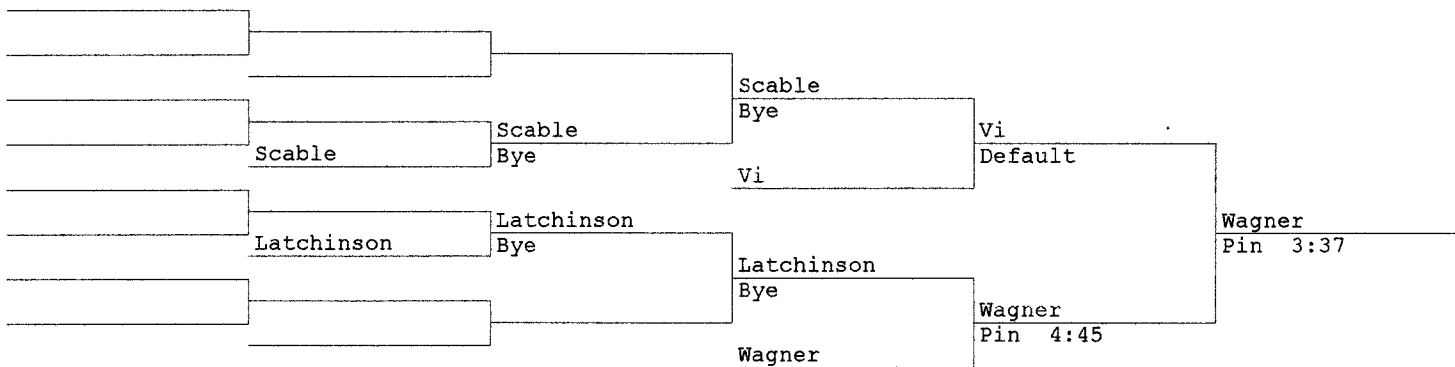 Scable
Bye
Scable
Bye
Scable
Vi
Default
Vi
Latchinson
Bye
Latchinson
Wagner
Pin 3:37
Latchinson
Bye
Wagner
Pin 4:45
Wagner